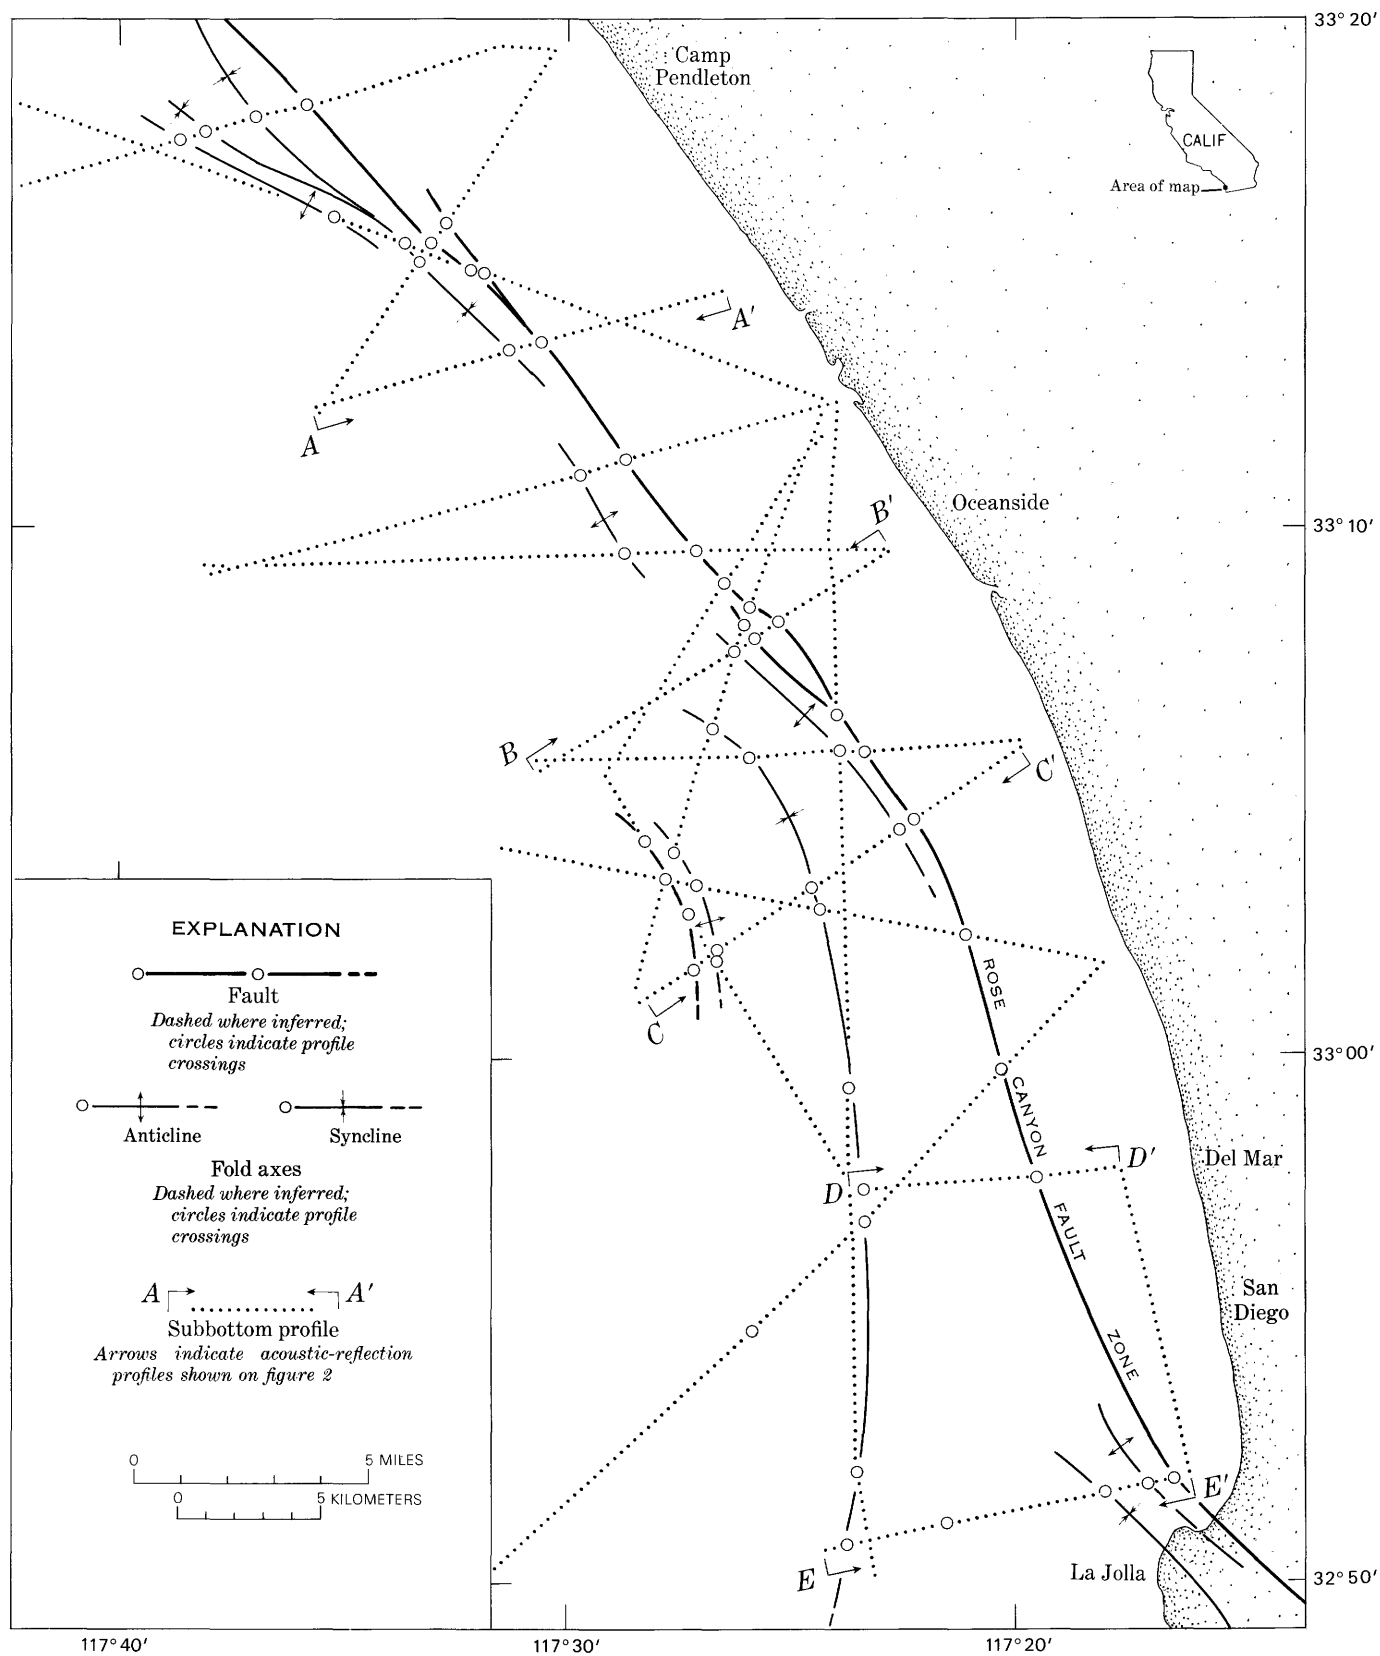 33° 20′
Camp
Pendleton
CALIF
Area of map
A′
A
Oceanside
B′
33° 10′
B
C′
C
ROSE
CANYON
FAULT
ZONE
33° 00′
D′
Del Mar
D
San
Diego
E′
E
La Jolla
32° 50′
EXPLANATION
Fault
Dashed where inferred;
circles indicate profile
crossings
Anticline
Syncline
Fold axes
Dashed where inferred;
circles indicate profile
crossings
A
A′
Subbottom profile
Arrows indicate acoustic-reflection
profiles shown on figure 2
0
5 MILES
0
5 KILOMETERS
117° 40′
117° 30′
117° 20′